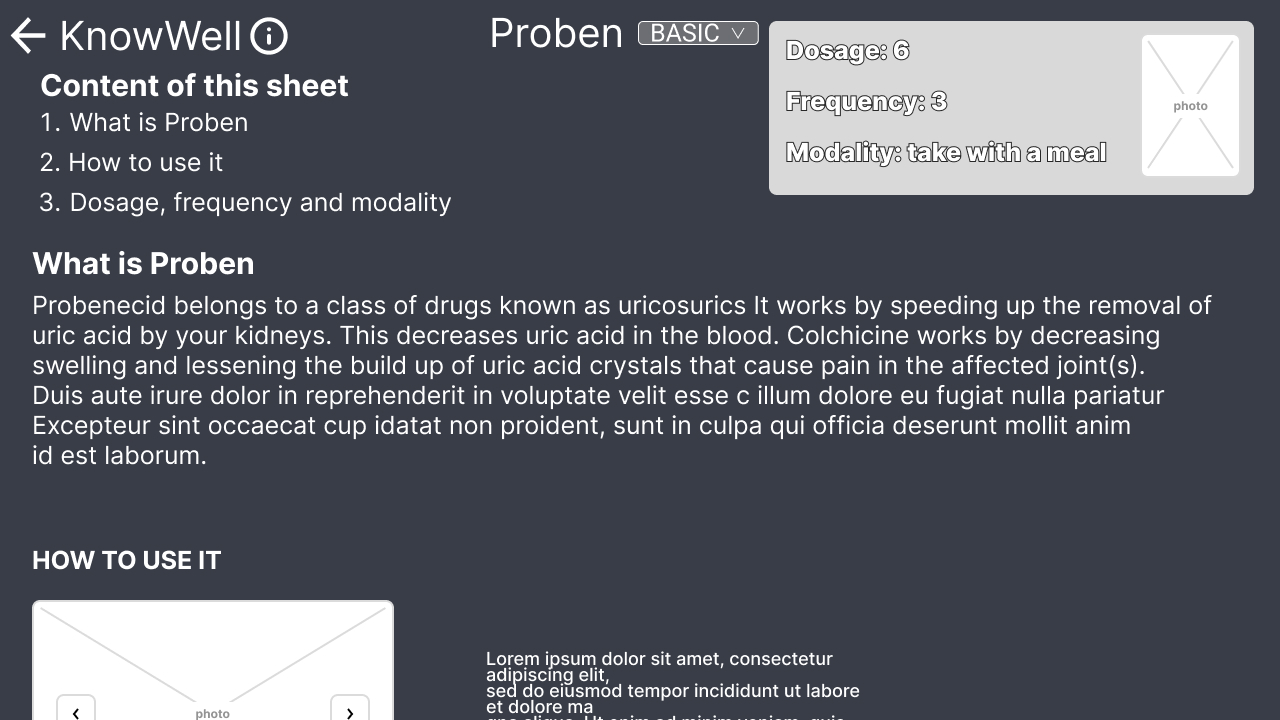 KnowWell
Proben
BASIC
Dosage: 6
Frequency: 3
Modality: take with a meal
photo
Content of this sheet
1. What is Proben
2. How to use it
3. Dosage, frequency and modality
What is Proben
Probenecid belongs to a class of drugs known as uricosurics It works by speeding up the removal of
uric acid by your kidneys. This decreases uric acid in the blood. Colchicine works by decreasing
swelling and lessening the build up of uric acid crystals that cause pain in the affected joint(s).
Duis aute irure dolor in reprehenderit in voluptate velit esse c illum dolore eu fugiat nulla pariatur
Excepteur sint occaecat cup idatat non proident, sunt in culpa qui officia deserunt mollit anim
id est laborum.
HOW TO USE IT
photo
Lorem ipsum dolor sit amet, consectetur
adipiscing elit,
sed do eiusmod tempor incididunt ut labore
et dolore ma